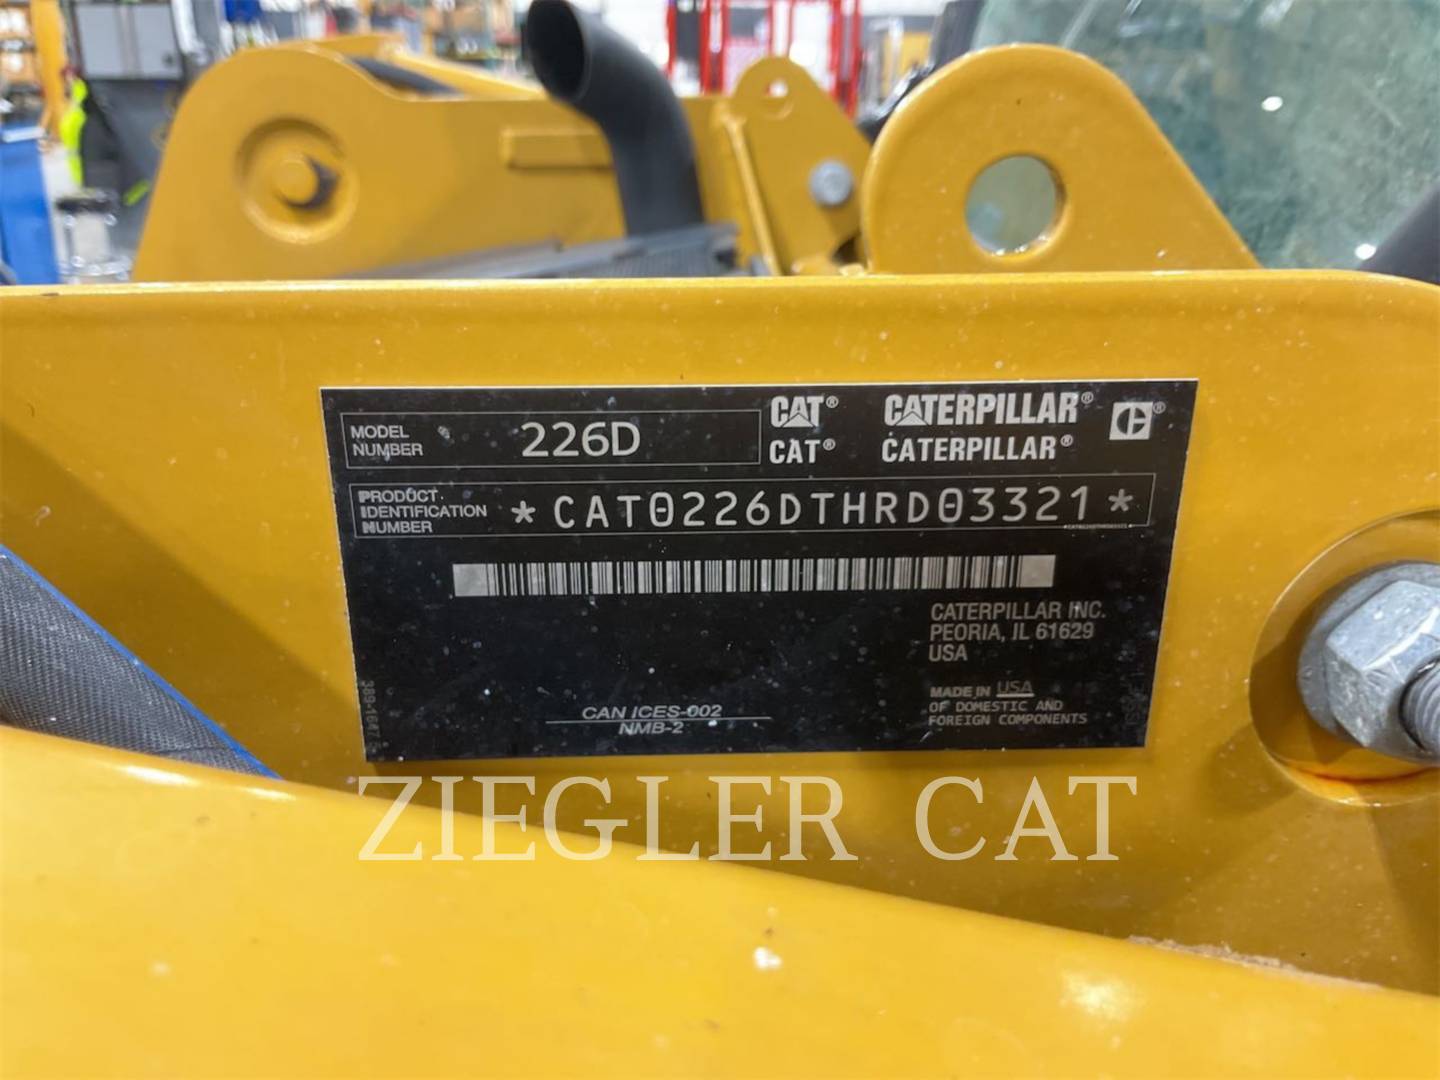 MODEL NUMBER 226D
CAT® CATERPILLAR® ®
CAT® CATERPILLAR®
PRODUCT
IDENTIFICATION
NUMBER
*CAT0226DTHRD03321*
CATERPILLAR INC.
PEORIA, IL 61629
USA
MADE IN USA
OF DOMESTIC AND
FOREIGN COMPONENTS
CAN ICES-002
NMB-2
ZIEGLER CAT